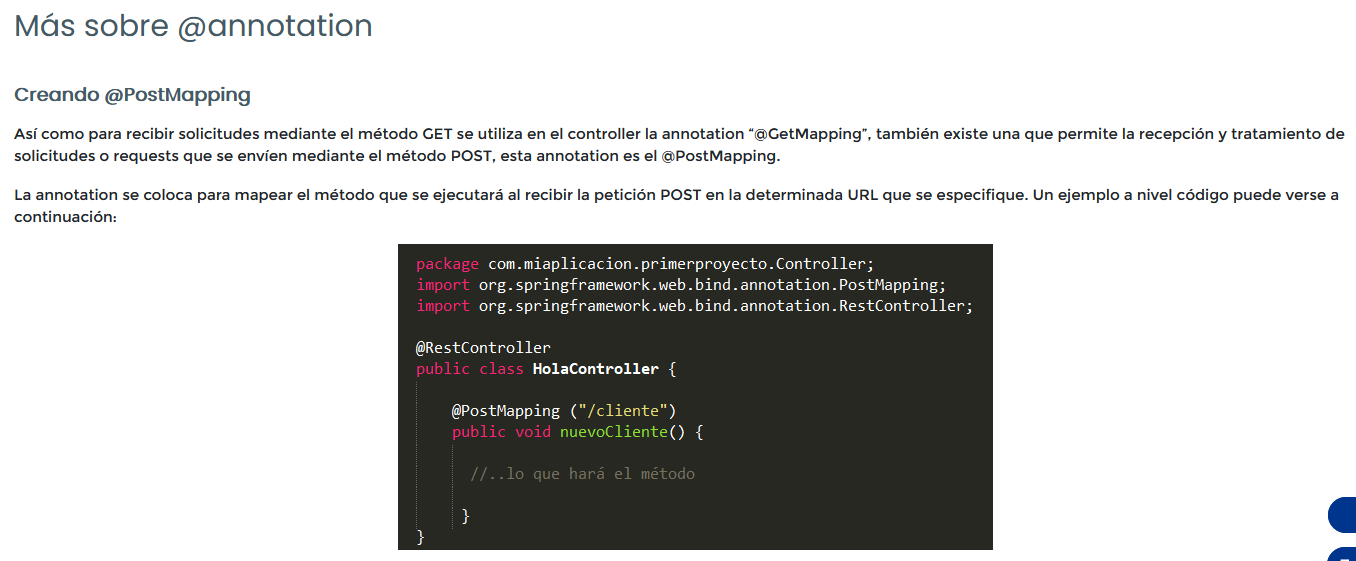 Más sobre @annotation
Creando @PostMapping
Así como para recibir solicitudes mediante el método GET se utiliza en el controller la annotation “@GetMapping”, también existe una que permite la recepción y tratamiento de
solicitudes o requests que se envíen mediante el método POST, esta annotation es el @PostMapping.
La annotation se coloca para mapear el método que se ejecutará al recibir la petición POST en la determinada URL que se especifique. Un ejemplo a nivel código puede verse a
continuación:
package com.miaplicacion.primerproyecto.Controller;
import org.springframework.web.bind.annotation.PostMapping;
import org.springframework.web.bind.annotation.RestController;
@RestController
public class HolaController {
@PostMapping ("/cliente")
public void nuevoCliente() {
//..lo que hará el método
}
}